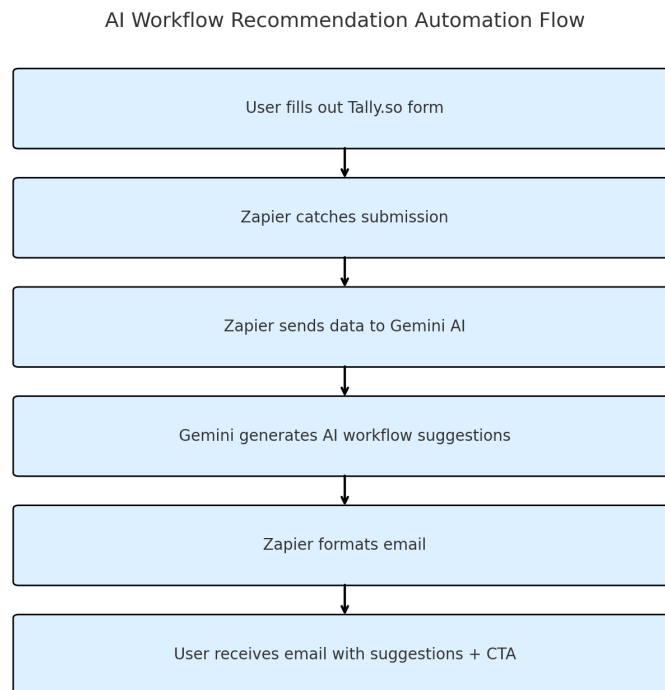 AI Workflow Recommendation Automation Flow
User fills out Tally.so form
Zapier catches submission
Zapier sends data to Gemini AI
Gemini generates AI workflow suggestions
Zapier formats email
User receives email with suggestions + CTA